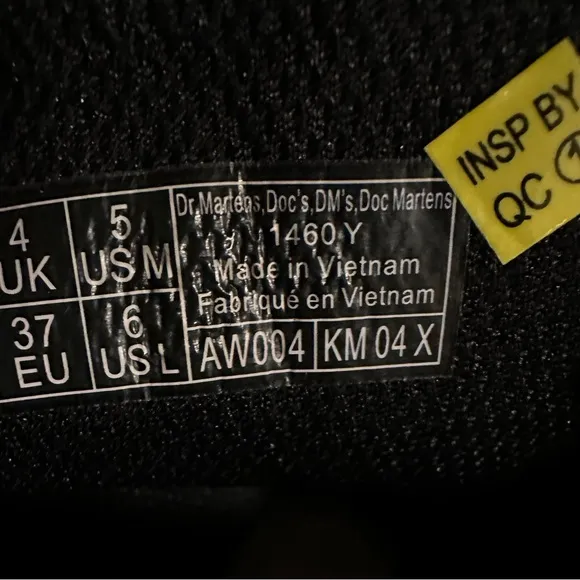 4
UK
5
US M
37
EU
6
US L
Dr.Martens,Doc's,DM's,Doc Martens
1460 Y
Made in Vietnam
Fabriqué en Vietnam
AW004
KM 04 X
INSP BY
QC 1